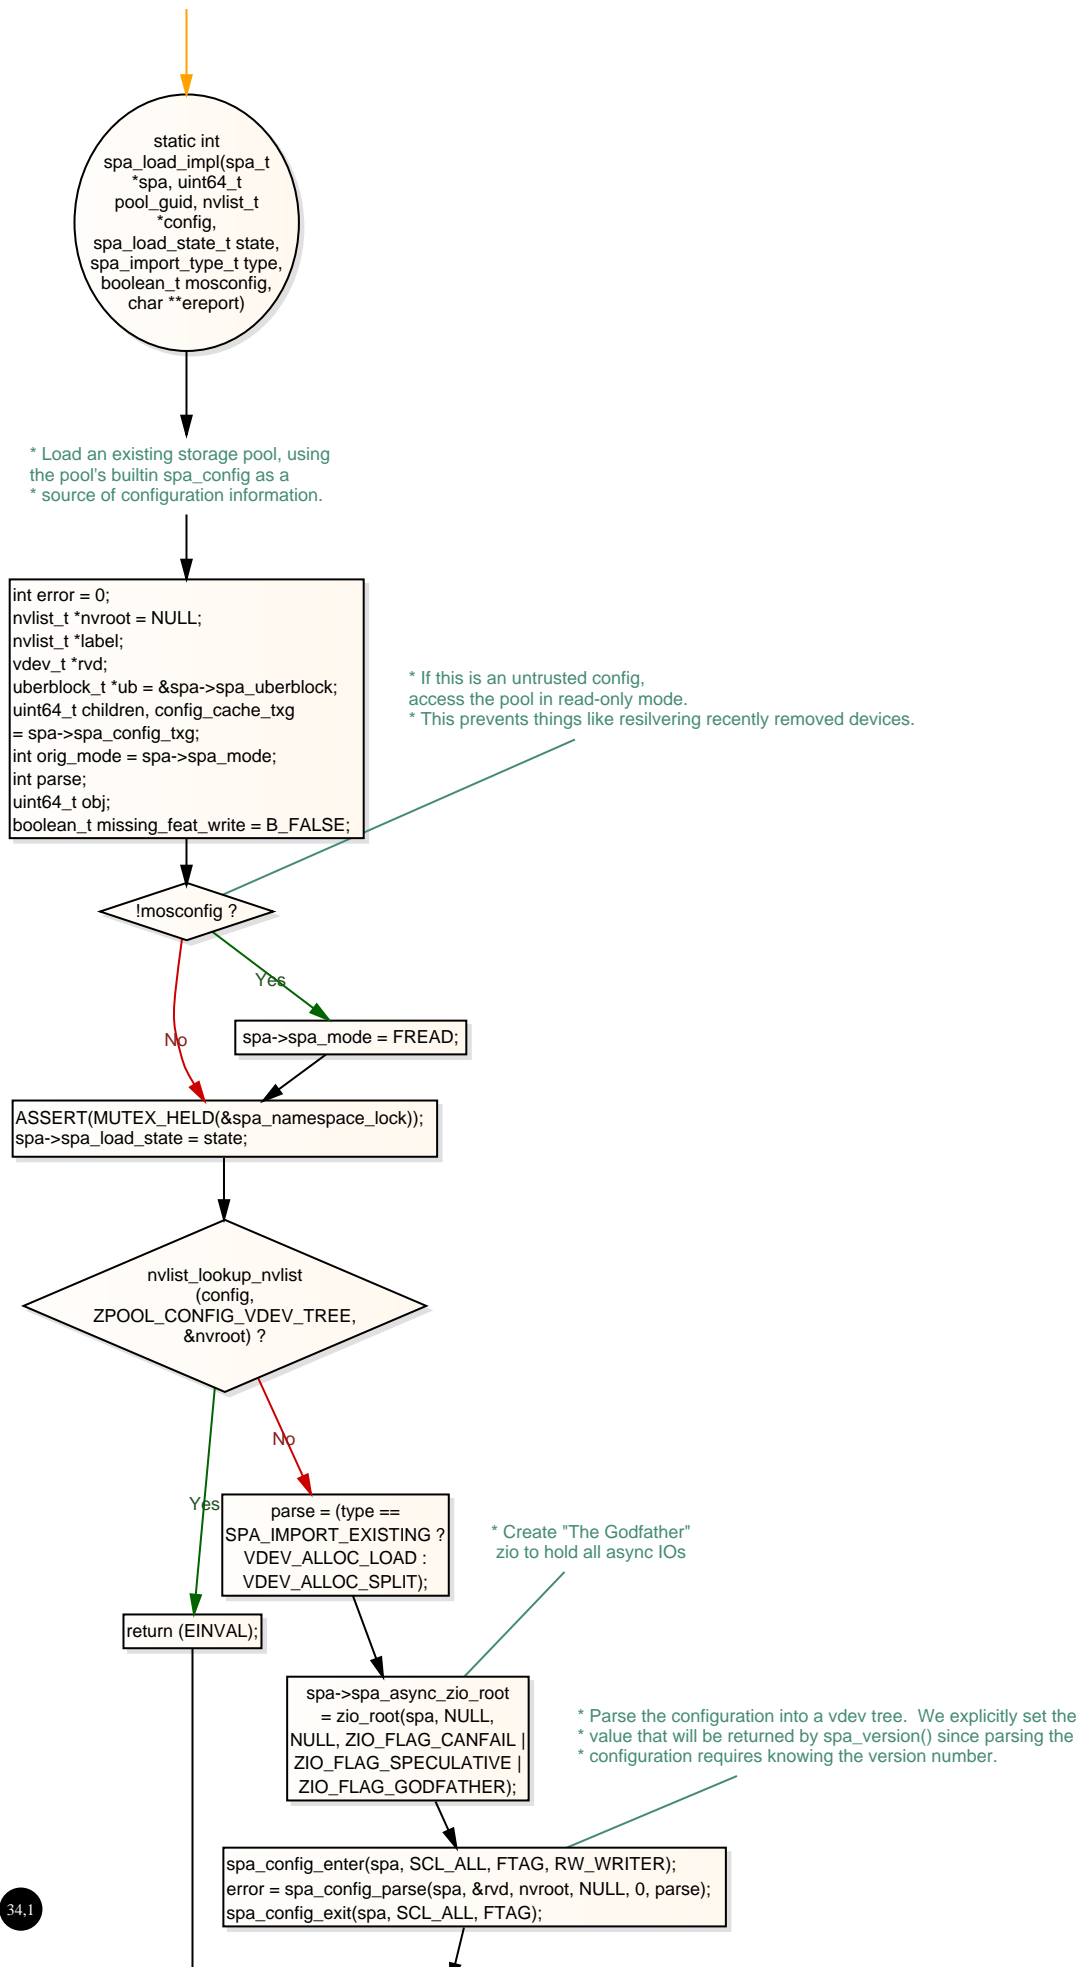 static int
spa_load_impl(spa_t
*spa, uint64_t
pool_guid, nvlist_t
*config,
spa_load_state_t state,
spa_import_type_t type,
boolean_t mosconfig,
char **ereport)
* Load an existing storage pool, using
the pool's builtin spa_config as a
* source of configuration information.
int error = 0;
nvlist_t *nvroot = NULL;
nvlist_t *label;
vdev_t *rvd;
uberblock_t *ub = &spa->spa_uberblock;
uint64_t children, config_cache_txg
= spa->spa_config_txg;
int orig_mode = spa->spa_mode;
int parse;
uint64_t obj;
boolean_t missing_feat_write = B_FALSE;
* If this is an untrusted config,
access the pool in read-only mode.
* This prevents things like resilvering recently removed devices.
!mosconfig ?
Yes
No
spa->spa_mode = FREAD;
ASSERT(MUTEX_HELD(&spa_namespace_lock));
spa->spa_load_state = state;
nvlist_lookup_nvlist
(config,
ZPOOL_CONFIG_VDEV_TREE,
&nvroot) ?
No
Yes
parse = (type ==
SPA_IMPORT_EXISTING ?
VDEV_ALLOC_LOAD :
VDEV_ALLOC_SPLIT);
* Create "The Godfather"
zio to hold all async IOs
return (EINVAL);
spa->spa_async_zio_root
= zio_root(spa, NULL,
NULL, ZIO_FLAG_CANFAIL |
ZIO_FLAG_SPECULATIVE |
ZIO_FLAG_GODFATHER);
* Parse the configuration into a vdev tree.  We explicitly set the
* value that will be returned by spa_version() since parsing the
* configuration requires knowing the version number.
spa_config_enter(spa, SCL_ALL, FTAG, RW_WRITER);
error = spa_config_parse(spa, &rvd, nvroot, NULL, 0, parse);
spa_config_exit(spa, SCL_ALL, FTAG);
34,1